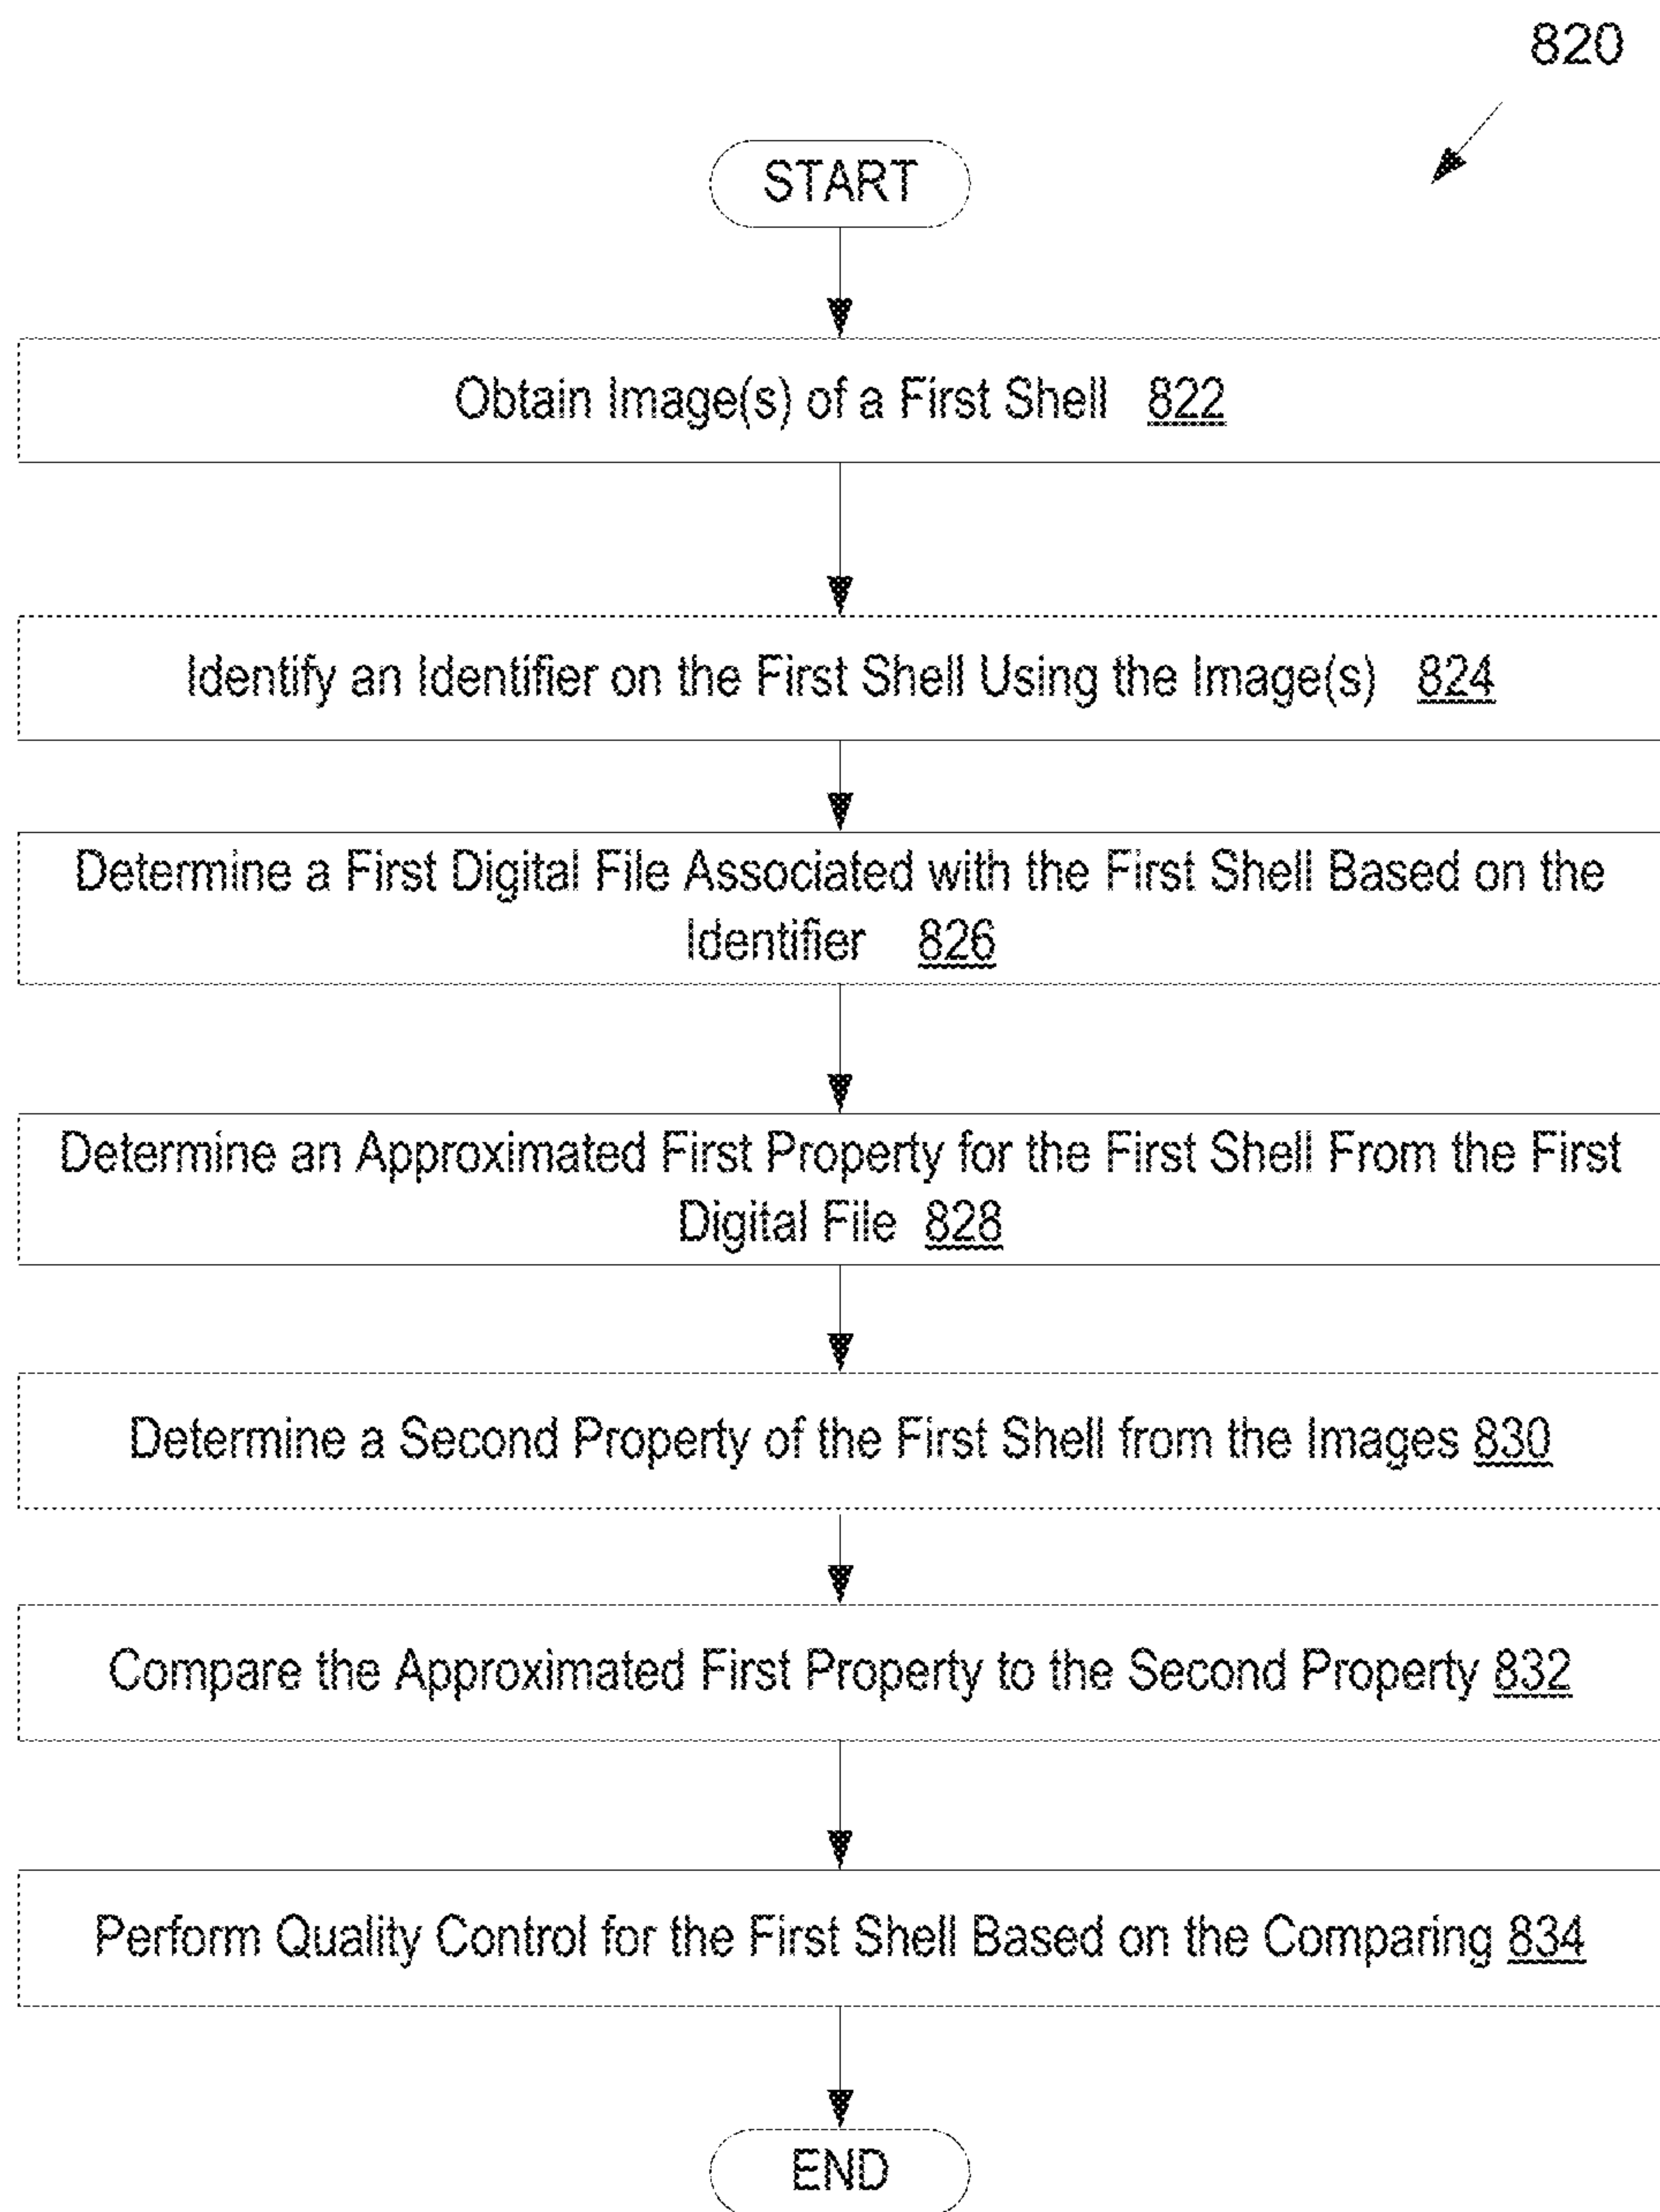 820
START
Obtain Image(s) of a First Shell 822
Identify an Identifier on the First Shell Using the Image(s) 824
Determine a First Digital File Associated with the First Shell Based on the
Identifier 826
Determine an Approximated First Property for the First Shell From the First
Digital File 828
Determine a Second Property of the First Shell from the Images 830
Compare the Approximated First Property to the Second Property 832
Perform Quality Control for the First Shell Based on the Comparing 834
END